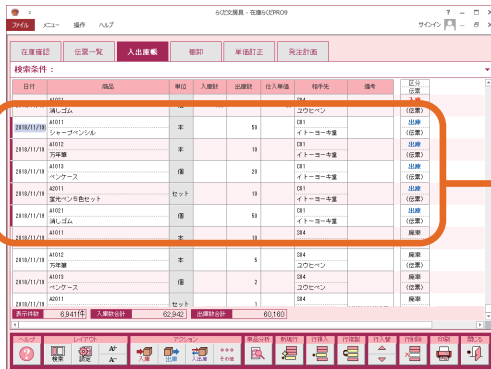 らくだ文房具 - 在庫らくだPRO9
ファイル メニュー 操作 ヘルプ サインイン
在庫確認 伝票一覧 入出庫帳 棚卸 単価訂正 発注計画
検索条件：
日付 商品 単位 入庫数 出庫数 仕入単価 相手先 備考 区分 伝票
消しゴム ユウヒペン (伝票)
2018/11/18 A1011 シャープペンシル 本 50 C01 イトーヨーキ堂 出庫 (伝票)
2018/11/18 A1012 万年筆 本 10 C01 イトーヨーキ堂 出庫 (伝票)
2018/11/18 A1013 ペンケース 個 20 C01 イトーヨーキ堂 出庫 (伝票)
2018/11/18 A2011 蛍光ペン5色セット セット 10 C01 イトーヨーキ堂 出庫 (伝票)
2018/11/18 A1021 消しゴム 個 50 C01 イトーヨーキ堂 出庫 (伝票)
2018/11/18 A1011 本 10 S04 廃棄
2018/11/18 A1012 万年筆 本 5 S04 ユウヒペン 廃棄 (伝票)
2018/11/18 A1013 ペンケース 個 2 S04 ユウヒペン 廃棄 (伝票)
2018/11/18 A2011 セット 1 S04 廃棄
表示件数 6,941件 入庫数合計 62,942 出庫数合計 60,160
ヘルプ レイアウト アクション 単品分析 新規行 行挿入 行複製 行入替 行削除 印刷 閉じる
検索 設定 A+ A- 入庫 出庫 入出庫 その他